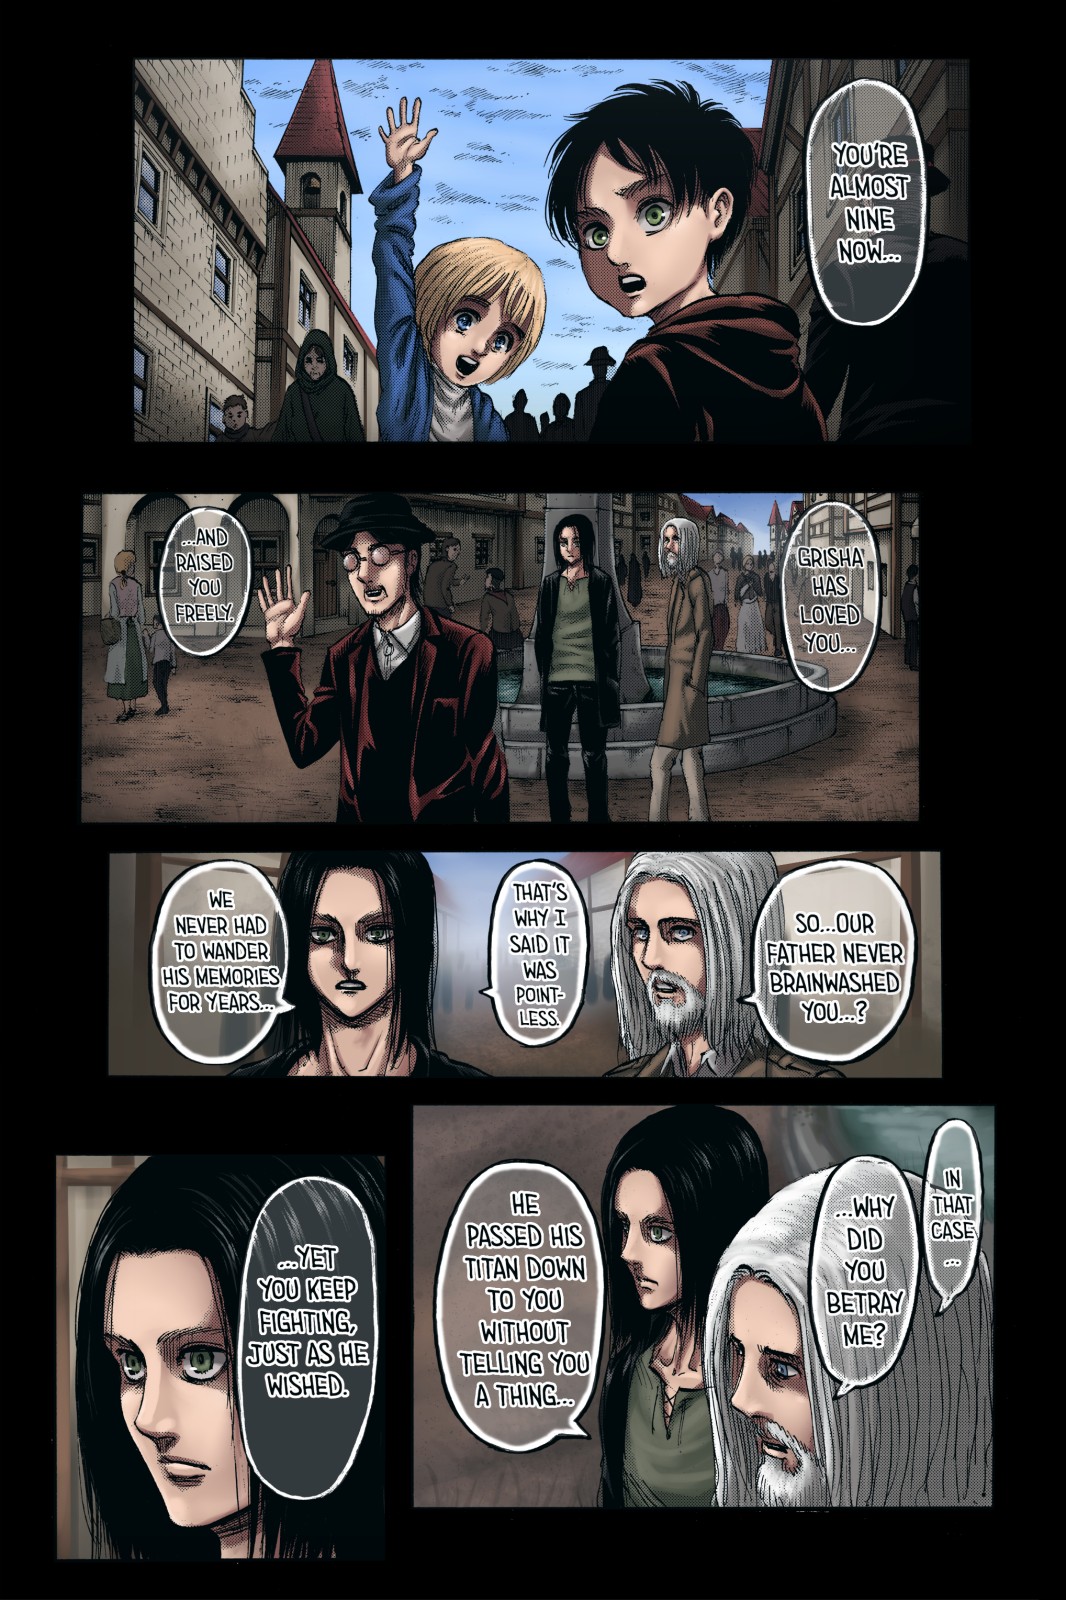 YOU'RE
ALMOST
NINE
NOW...
GRISHA
HAS
LOVED
YOU...
...AND
RAISED
YOU
FREELY.
SO...OUR
FATHER NEVER
BRAINWASHED
YOU...?
THAT'S
WHY I
SAID IT
WAS
POINT-
LESS.
WE
NEVER HAD
TO WANDER
HIS MEMORIES
FOR YEARS...
IN
THAT
CASE
...
...WHY
DID
YOU
BETRAY
ME?
HE
PASSED HIS
TITAN DOWN
TO YOU
WITHOUT
TELLING YOU
A THING...
...YET
YOU KEEP
FIGHTING,
JUST AS HE
WISHED.